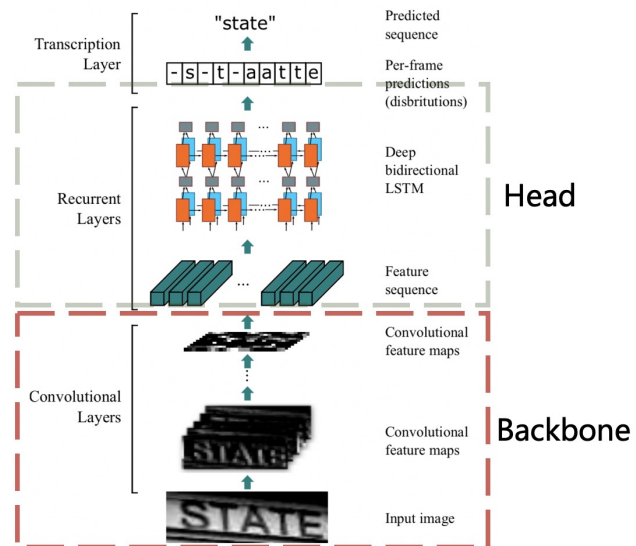 "state"
Predicted
sequence
Transcription
Layer
-s-t-aatte
Per-frame
predictions
(disbritutions)
Recurrent
Layers
...
...
Deep
bidirectional
LSTM
Head
...
Feature
sequence
Convolutional
Layers
Convolutional
feature maps
STATE
Convolutional
feature maps
Backbone
STATE
Input image